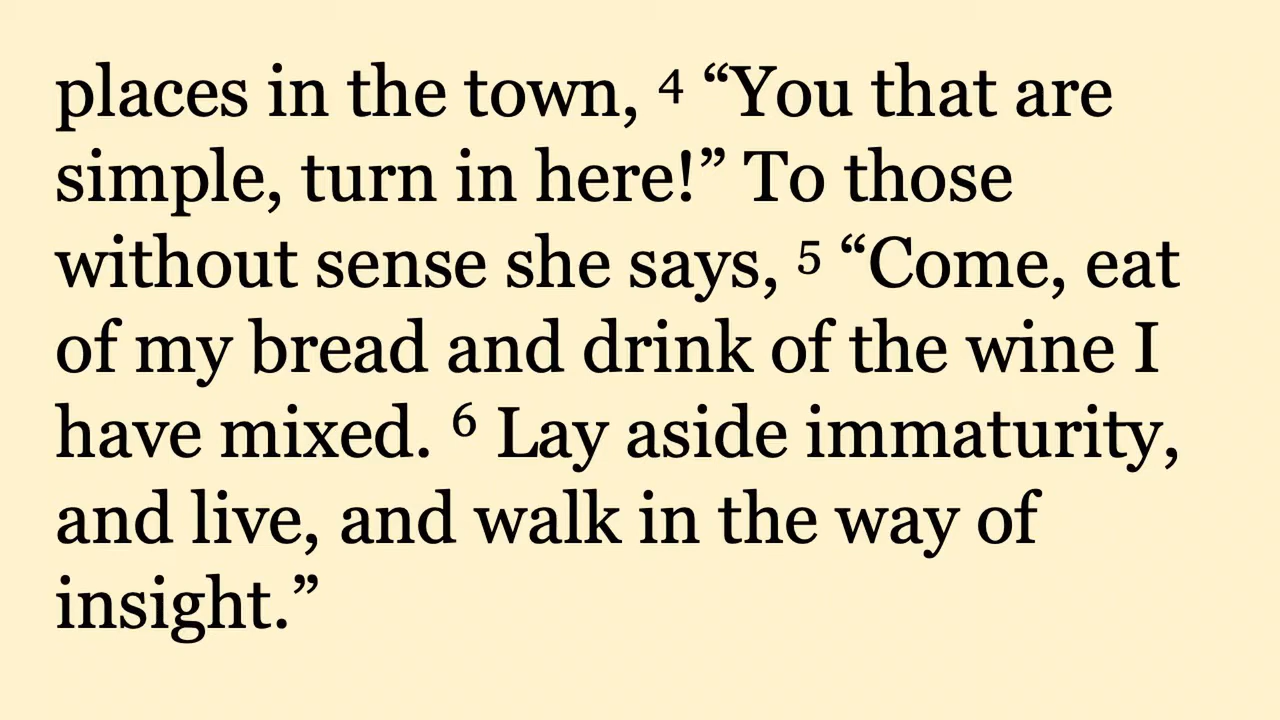 places in the town, ⁴ “You that are
simple, turn in here!” To those
without sense she says, ⁵ “Come, eat
of my bread and drink of the wine I
have mixed. ⁶ Lay aside immaturity,
and live, and walk in the way of
insight.”